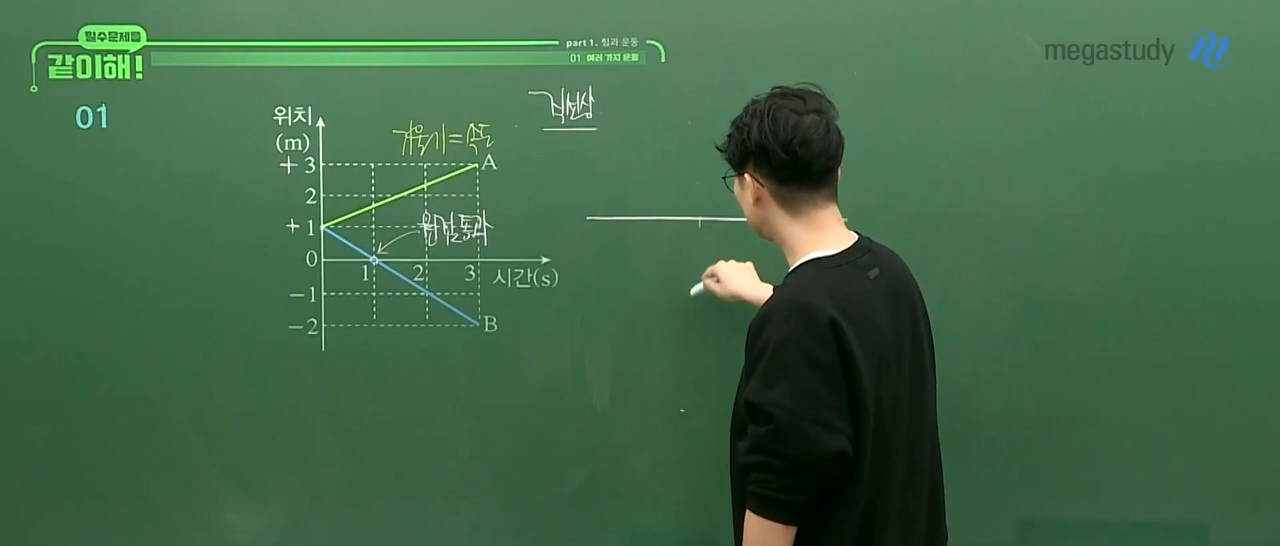 필수문제를
같이해!
part 1. 힘과 운동
01 여러 가지 운동
megastudy
01
위치
(m)
+3
2
+1
0
-1
-2
1 2 3
시간(s)
A
B
기울기=속도
원점통과
직선상